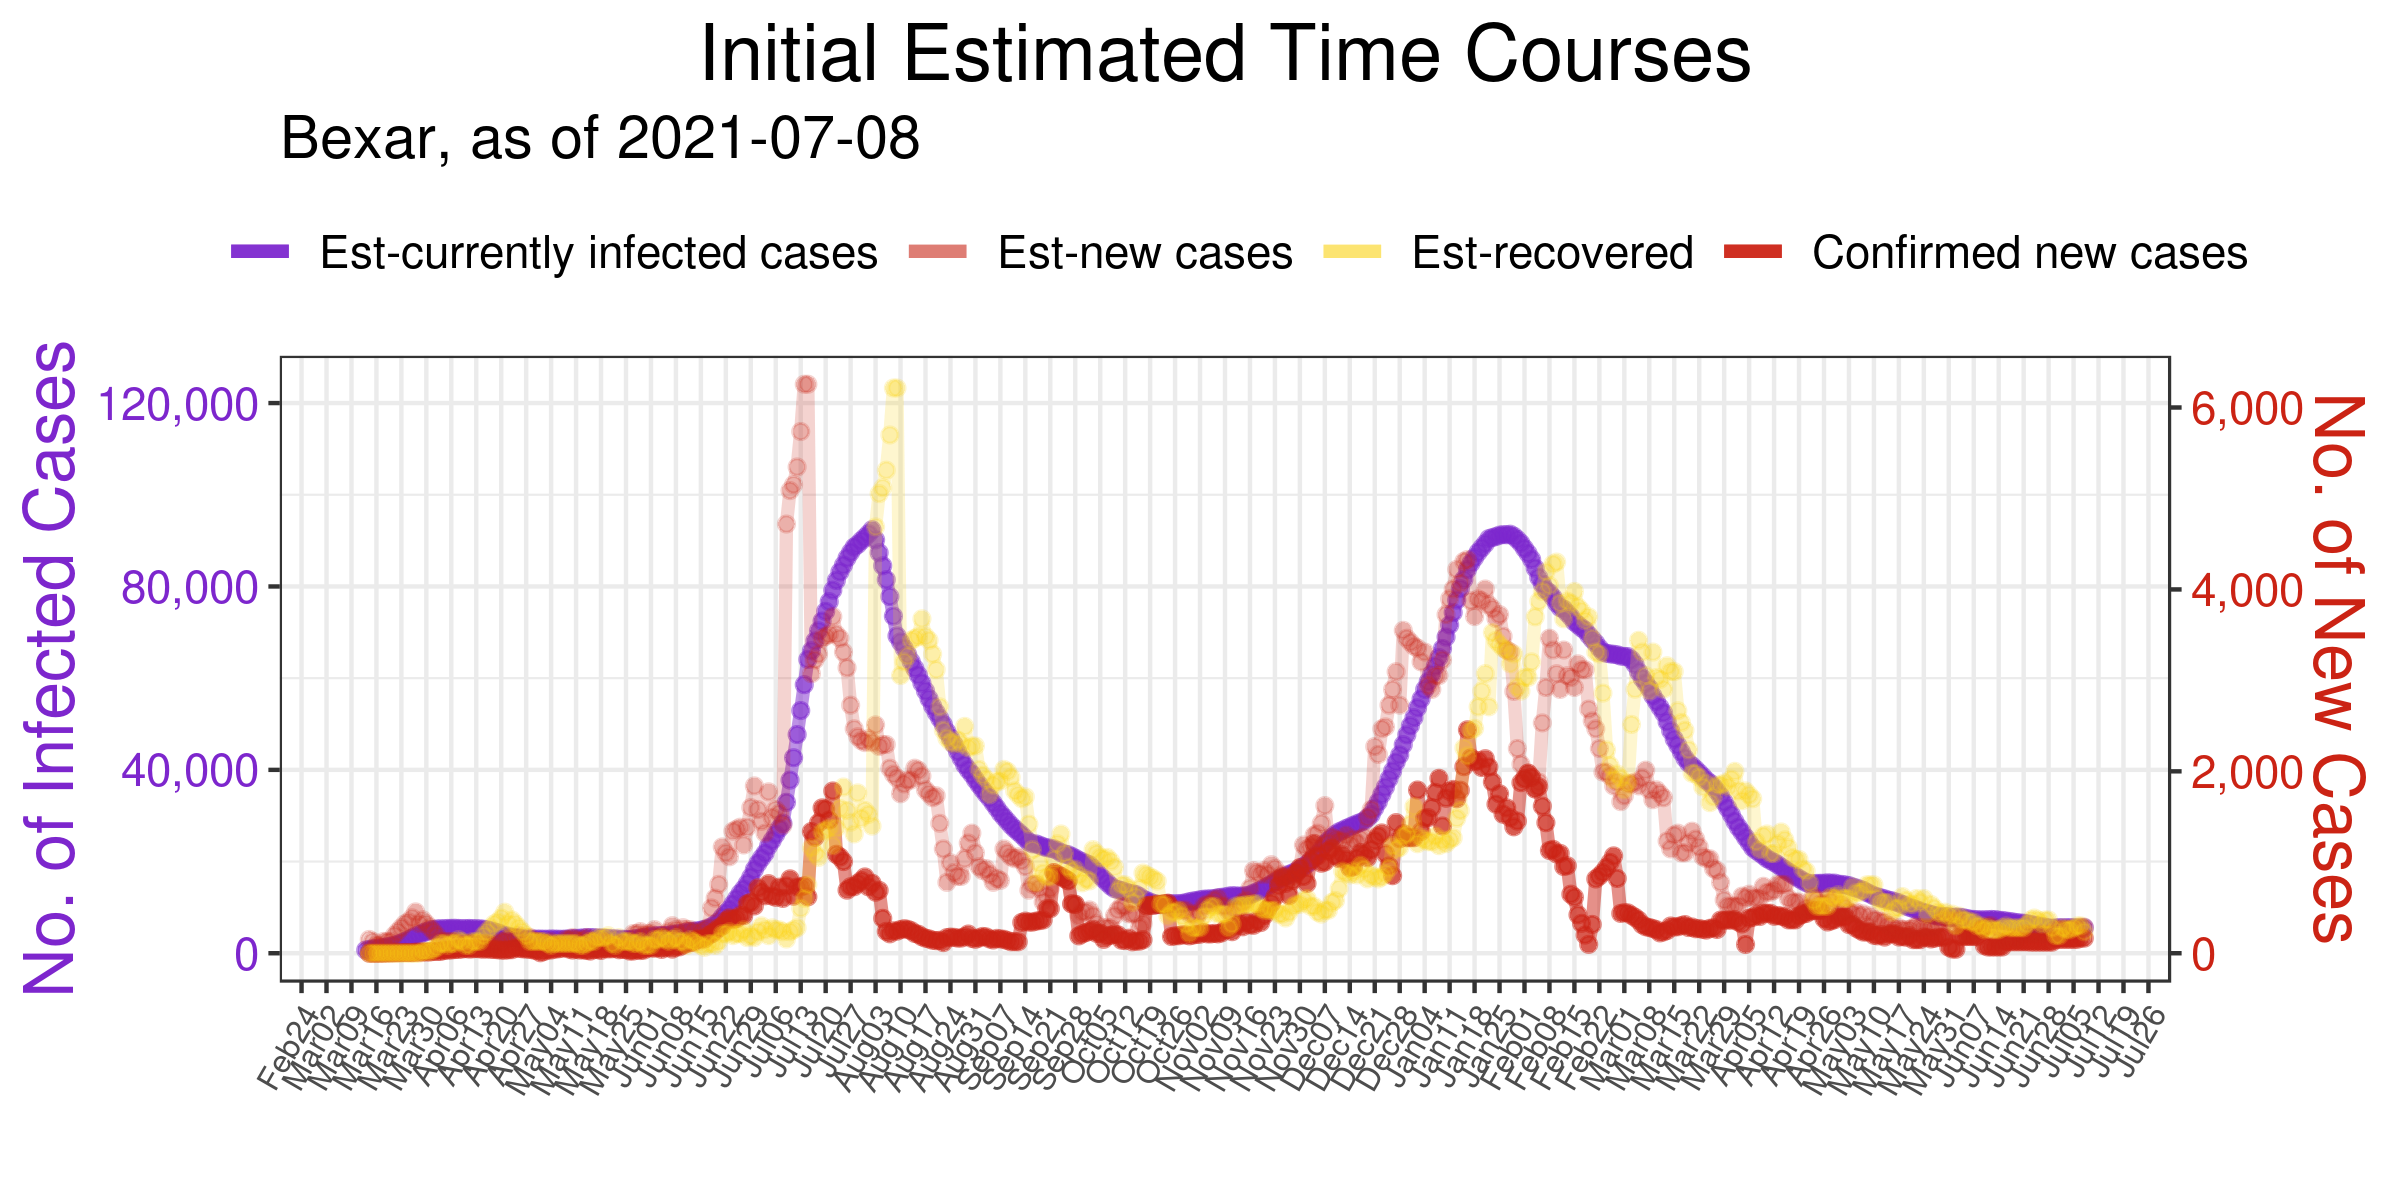 Initial Estimated Time Courses
Bexar, as of 2021-07-08
Est-currently infected cases
Est-new cases
Est-recovered
Confirmed new cases
No. of Infected Cases
120,000
80,000
40,000
0
6,000
4,000
2,000
0
No. of New Cases
Feb24
Mar02
Mar09
Mar16
Mar23
Mar30
Apr06
Apr13
Apr20
Apr27
May04
May11
May18
May25
Jun01
Jun08
Jun15
Jun22
Jun29
Jul06
Jul13
Jul20
Jul27
Aug03
Aug10
Aug17
Aug24
Aug31
Sep07
Sep14
Sep21
Sep28
Oct05
Oct12
Oct19
Oct26
Nov02
Nov09
Nov16
Nov23
Nov30
Dec07
Dec14
Dec21
Dec28
Jan04
Jan11
Jan18
Jan25
Feb01
Feb08
Feb15
Feb22
Mar01
Mar08
Mar15
Mar22
Mar29
Apr05
Apr12
Apr19
Apr26
May03
May10
May17
May24
May31
Jun07
Jun14
Jun21
Jun28
Jul05
Jul12
Jul19
Jul26